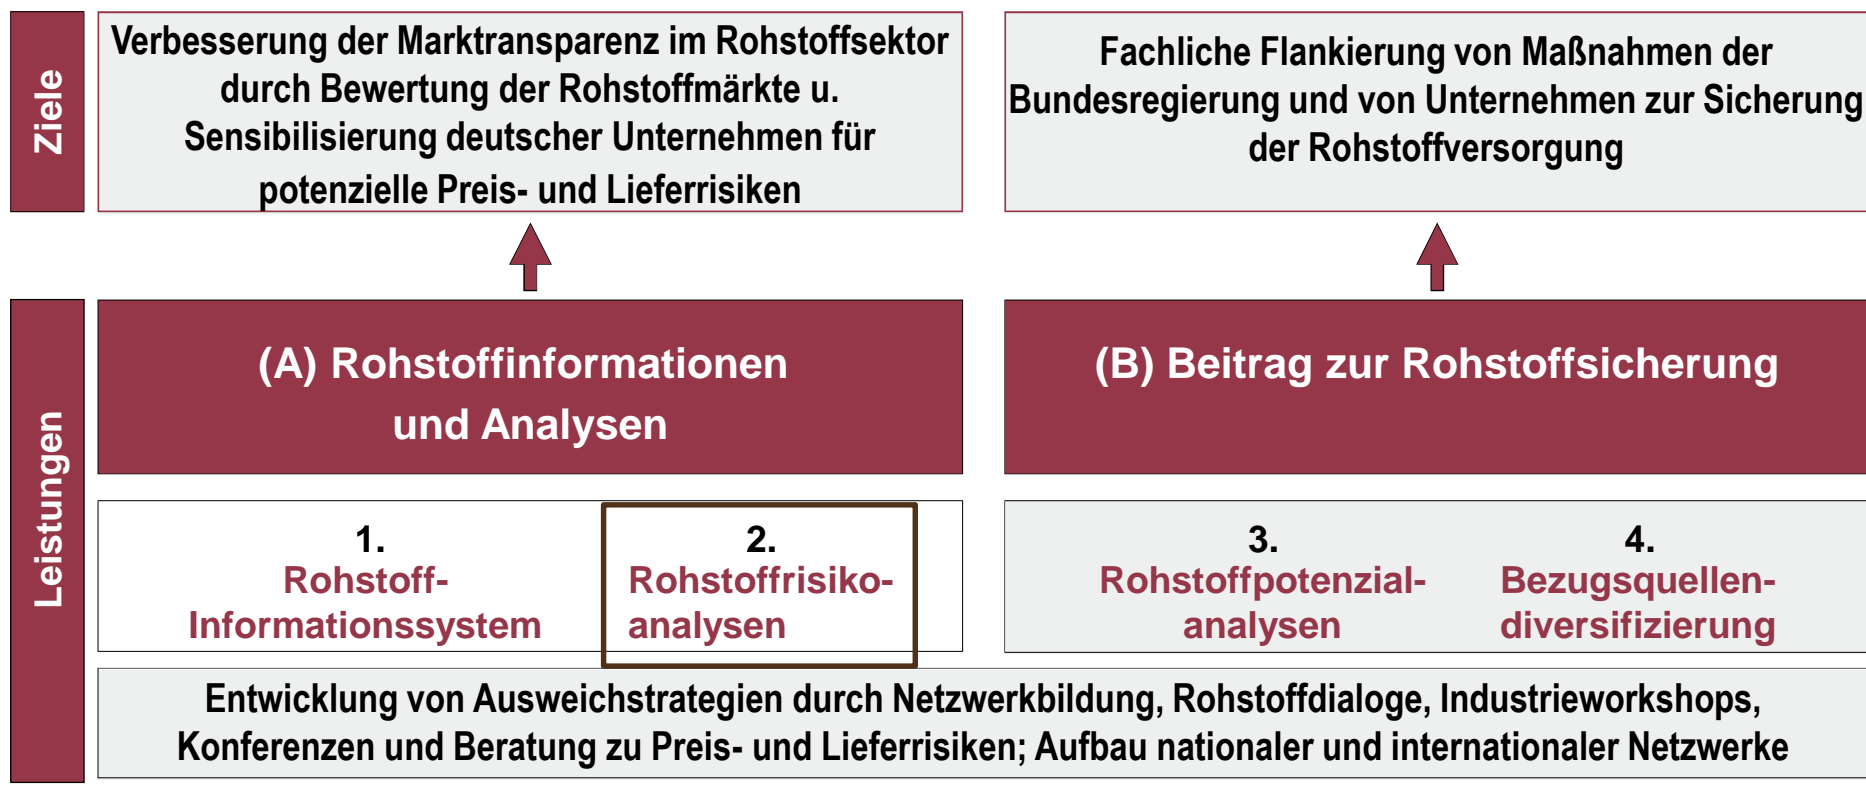 Ziele
Verbesserung der Marktransparenz im Rohstoffsektor
durch Bewertung der Rohstoffmärkte u.
Sensibilisierung deutscher Unternehmen für
potenzielle Preis- und Lieferrisiken
Fachliche Flankierung von Maßnahmen der
Bundesregierung und von Unternehmen zur Sicherung
der Rohstoffversorgung
Leistungen
(A) Rohstoffinformationen
und Analysen
(B) Beitrag zur Rohstoffsicherung
1.
Rohstoff-
Informationssystem
2.
Rohstoffrisiko-
analysen
3.
Rohstoffpotenzial-
analysen
4.
Bezugsquellen-
diversifizierung
Entwicklung von Ausweichstrategien durch Netzwerkbildung, Rohstoffdialoge, Industrieworkshops,
Konferenzen und Beratung zu Preis- und Lieferrisiken; Aufbau nationaler und internationaler Netzwerke